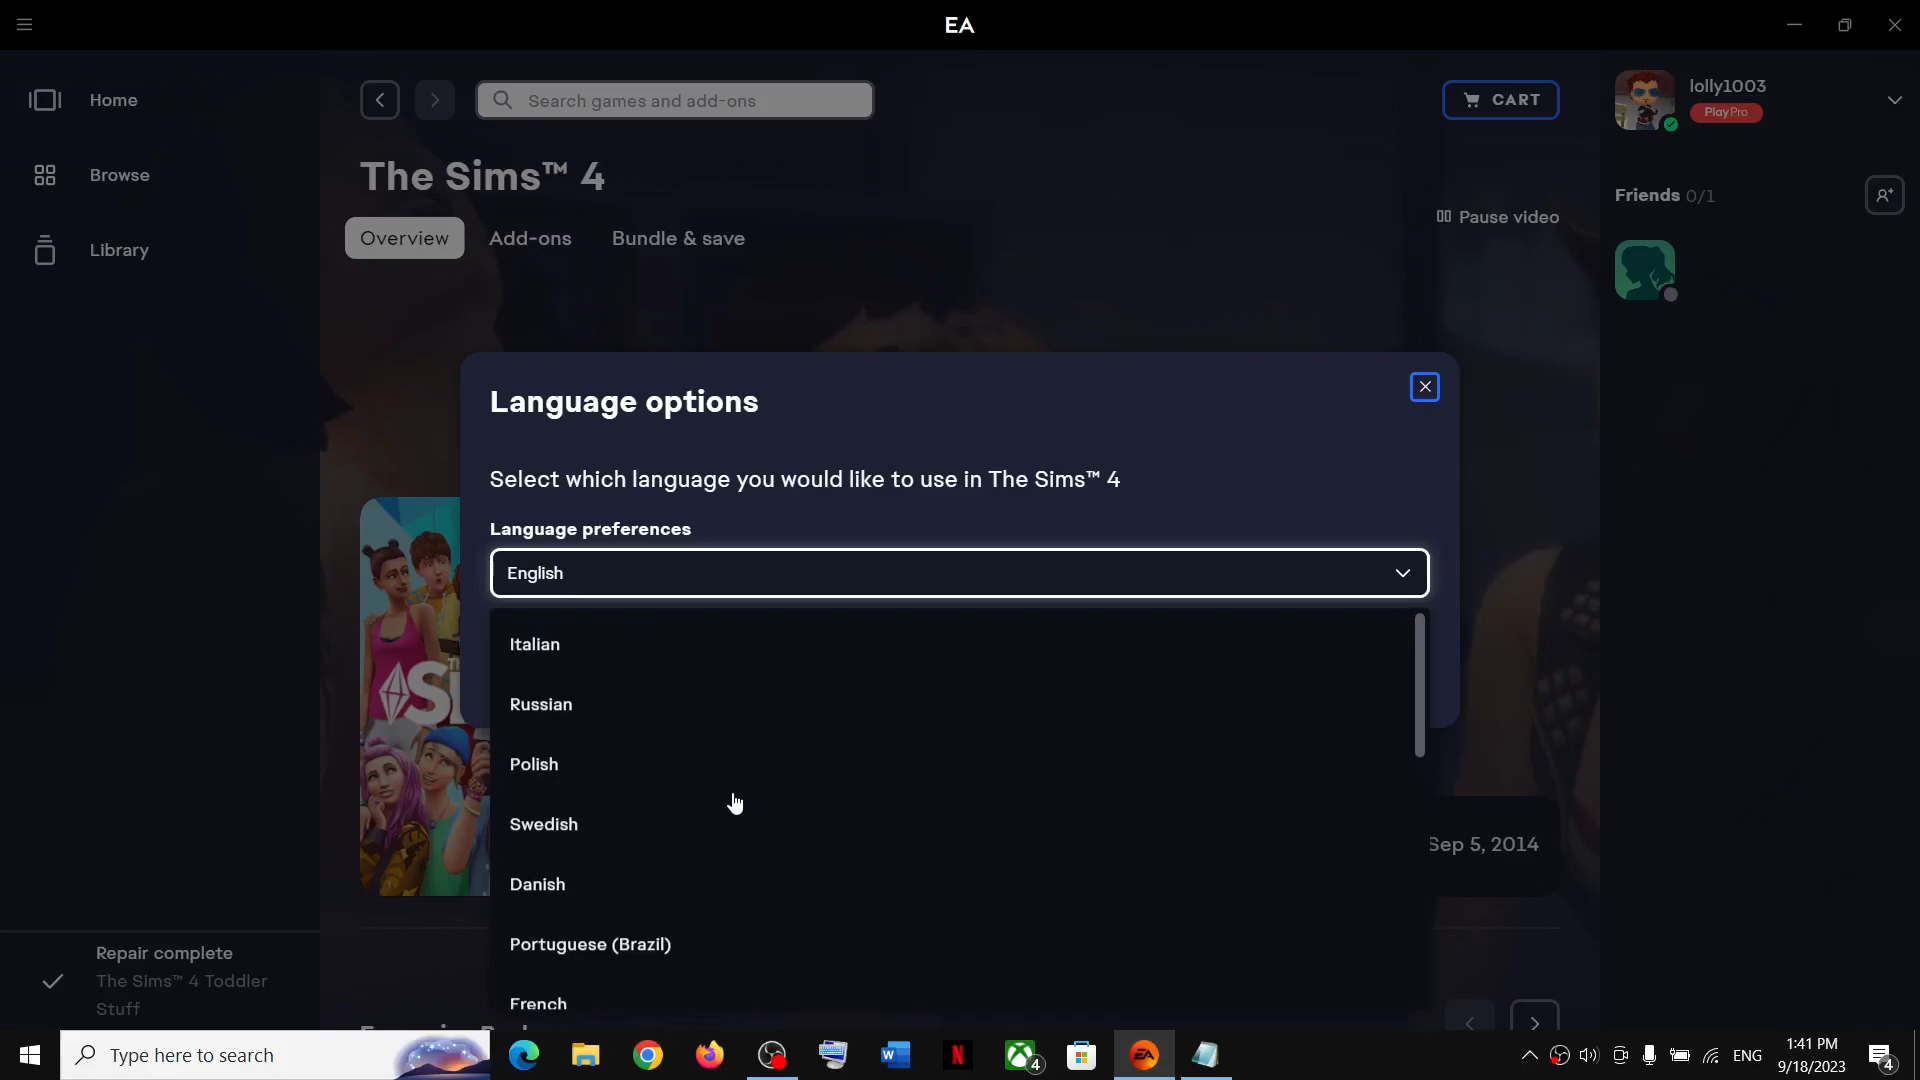 EA
Home
Browse
Library
Search games and add-ons
CART
lolly1003
Play Pro
The Sims™ 4
Overview
Add-ons
Bundle & save
Pause video
Friends 0/1
Language options
Select which language you would like to use in The Sims™ 4
Language preferences
English
Italian
Russian
Polish
Swedish
Danish
Portuguese (Brazil)
French
Sep 5, 2014
Repair complete
The Sims™ 4 Toddler
Stuff
Type here to search
4
ENG
1:41 PM
9/18/2023
4